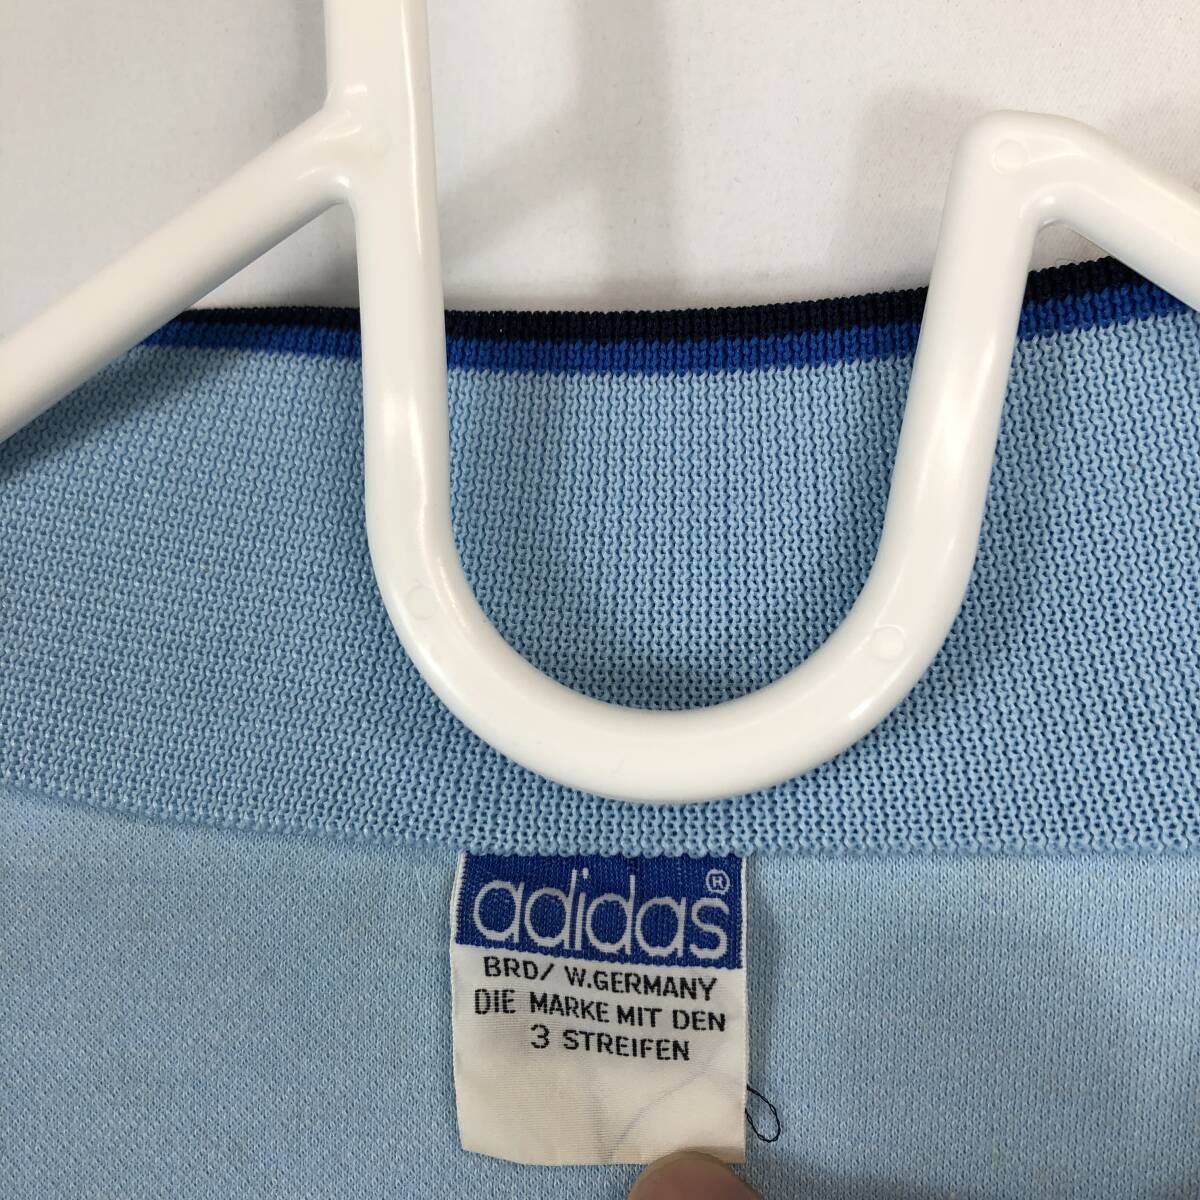 adidas®
BRD/ W.GERMANY
DIE MARKE MIT DEN
3 STREIFEN